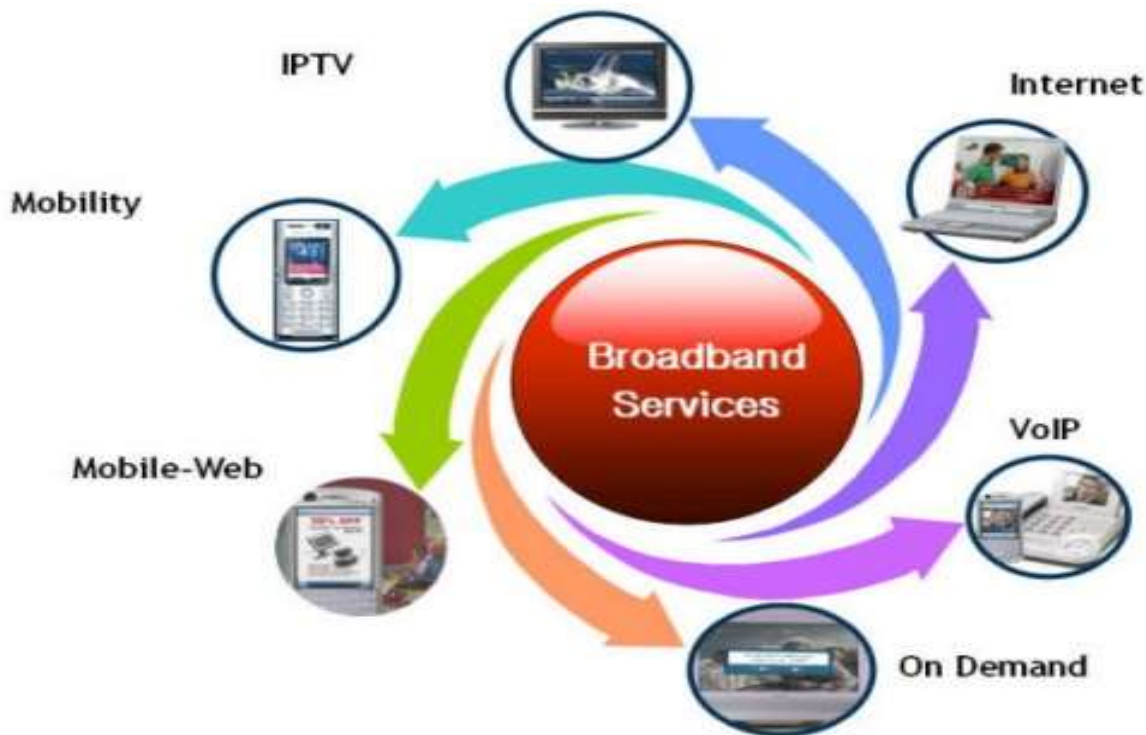 IPTV
Internet
Mobility
Broadband
Services
VoIP
Mobile-Web
On Demand